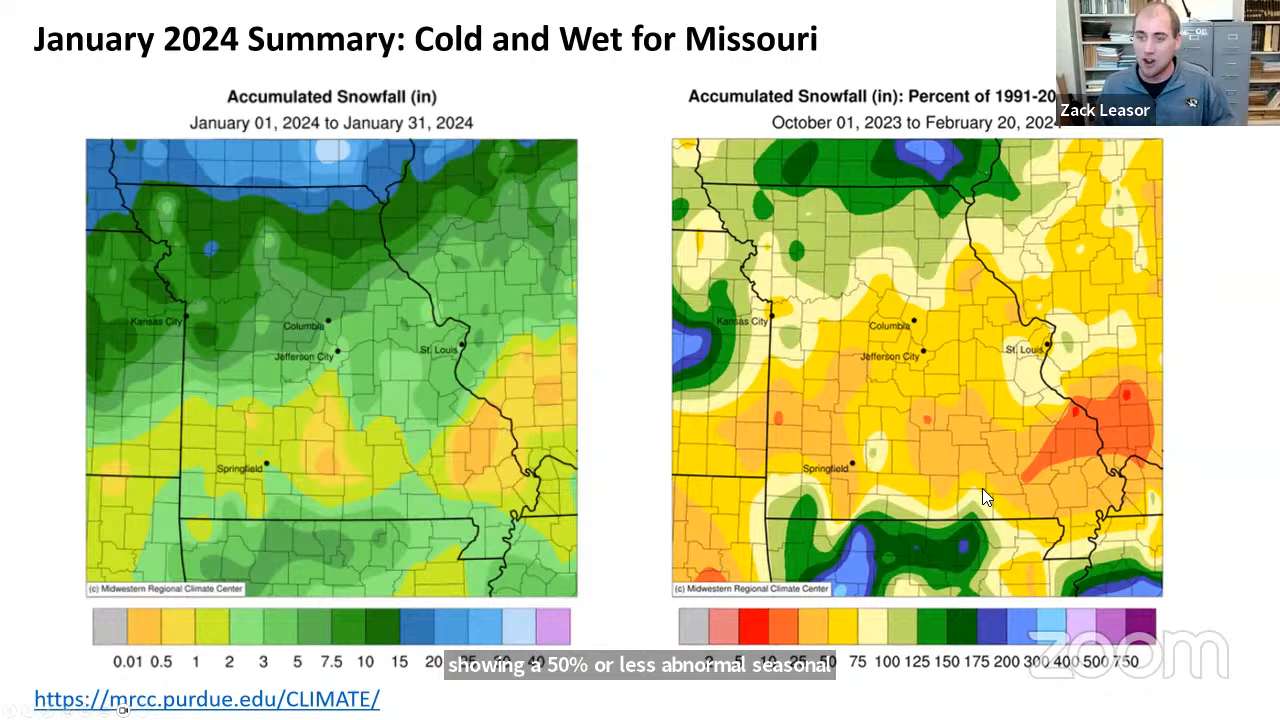 January 2024 Summary: Cold and Wet for Missouri
Zack Leasor
Accumulated Snowfall (in)
January 01, 2024 to January 31, 2024
Kansas City
Columbia
Jefferson City
St. Louis
Springfield
(c) Midwestern Regional Climate Center
0.01 0.5 1 2 3 5 7.5 10 15 20
Accumulated Snowfall (in): Percent of 1991-20
October 01, 2023 to February 20, 2024
Kansas City
Columbia
Jefferson City
St. Louis
Springfield
(c) Midwestern Regional Climate Center
50 75 100 125 150 200 300 400 500 750
showing a 50% or less abnormal seasonal
zoom
https://mrcc.purdue.edu/CLIMATE/